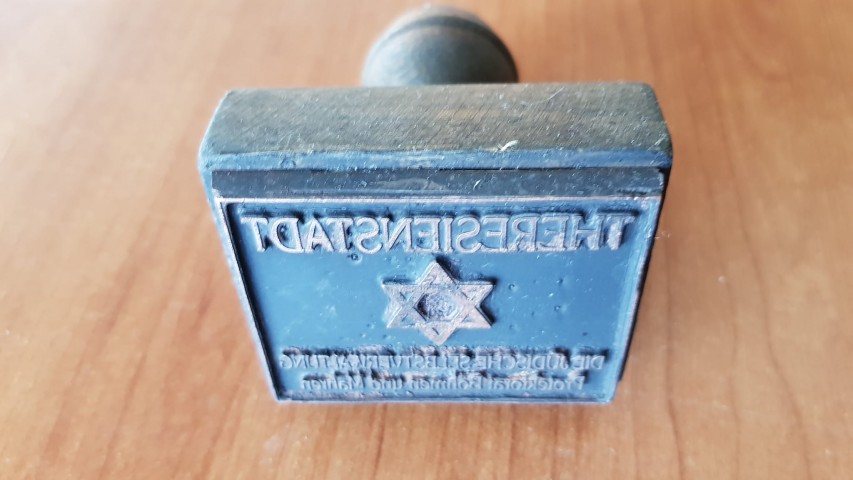 THERESIENSTADT
DIE JÜDISCHE SELBSTVERWALTUNG
Protektorat Böhmen und Mähren